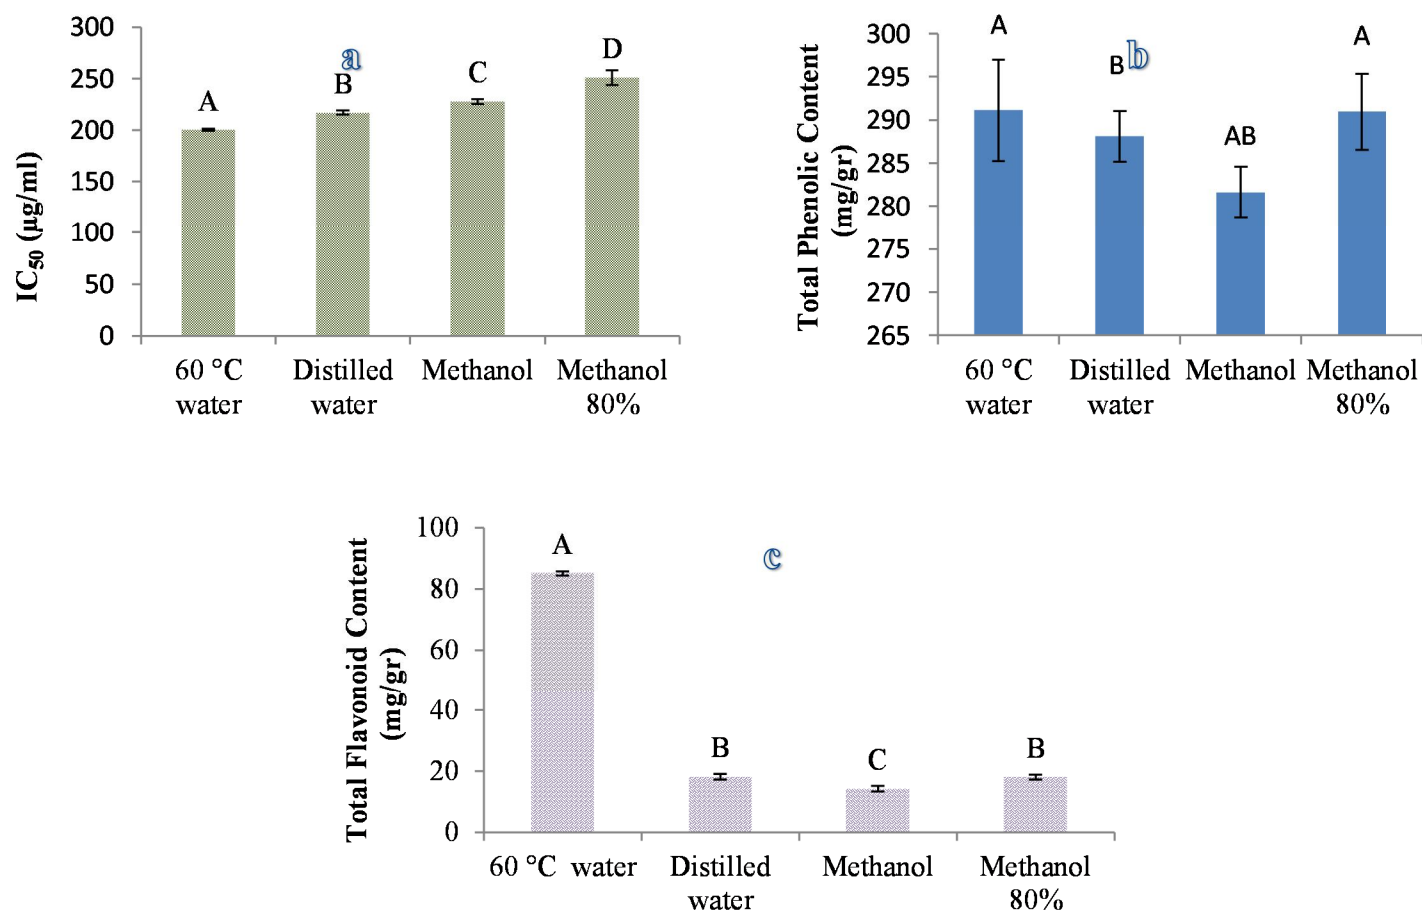 a
IC50 (µg/ml)
300
250
200
150
100
50
0
A
B
C
D
60 °C
water
Distilled
water
Methanol
Methanol
80%
b
Total Phenolic Content
(mg/gr)
300
295
290
285
280
275
270
265
A
B
AB
A
60 °C
water
Distilled
water
Methanol
Methanol
80%
c
Total Flavonoid Content
(mg/gr)
100
80
60
40
20
0
A
B
C
B
60 °C water
Distilled
water
Methanol
Methanol
80%